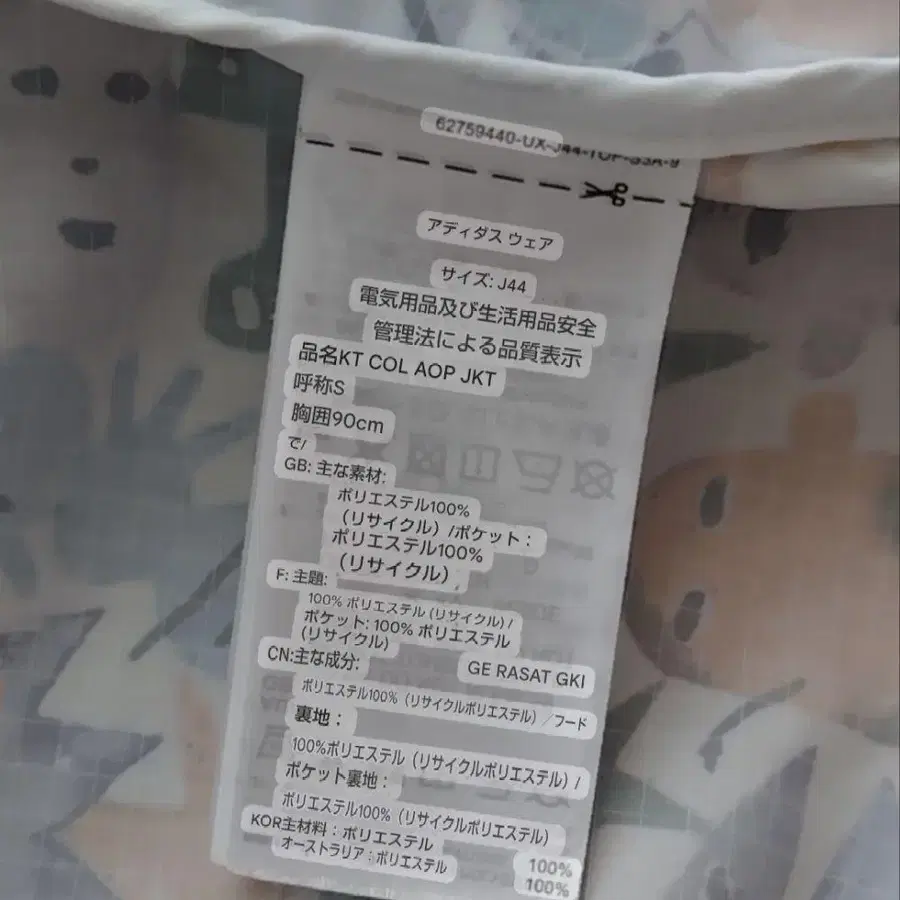 62759440-UX-J44-TOP-S3A-9
アディダス ウェア
サイズ: J44
電気用品及び生活用品安全
管理法による品質表示
品名KT COL AOP JKT
呼称S
胸囲90cm
で/
GB: 主な素材:
ポリエステル100%
（リサイクル）/ポケット：
ポリエステル100%
（リサイクル）
F: 主題:
100% ポリエステル (リサイクル) /
ポケット: 100% ポリエステル
(リサイクル)
CN:主な成分:
GE RASAT GKI
ポリエステル100%（リサイクルポリエステル）／フード
裏地：
100%ポリエステル（リサイクルポリエステル）/
ポケット裏地：
ポリエステル100%（リサイクルポリエステル）
KOR主材料：ポリエステル
オーストラリア：ポリエステル
100%
100%